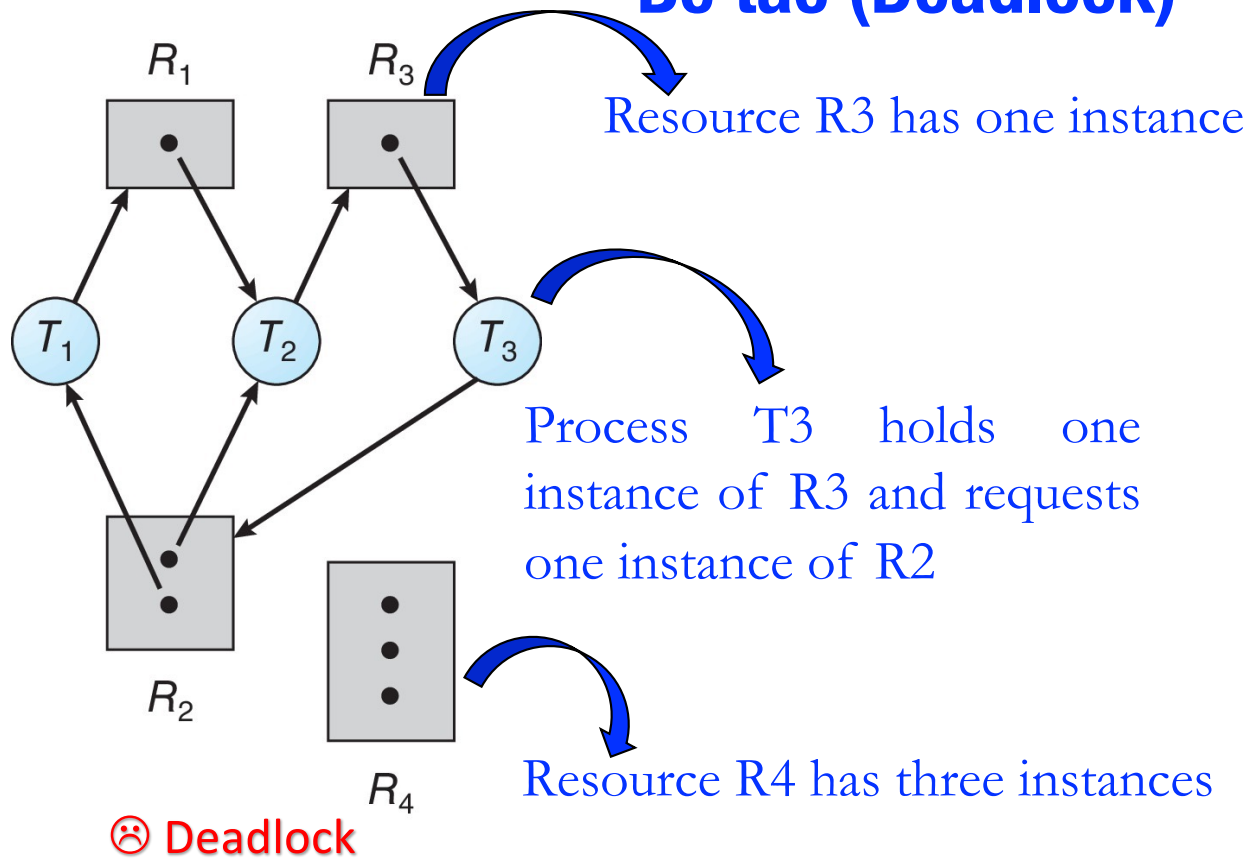 (Deadlock)
R1
R3
Resource R3 has one instance
T1
T2
T3
Process T3 holds one
instance of R3 and requests
one instance of R2
R2
R4
Resource R4 has three instances
☹ Deadlock